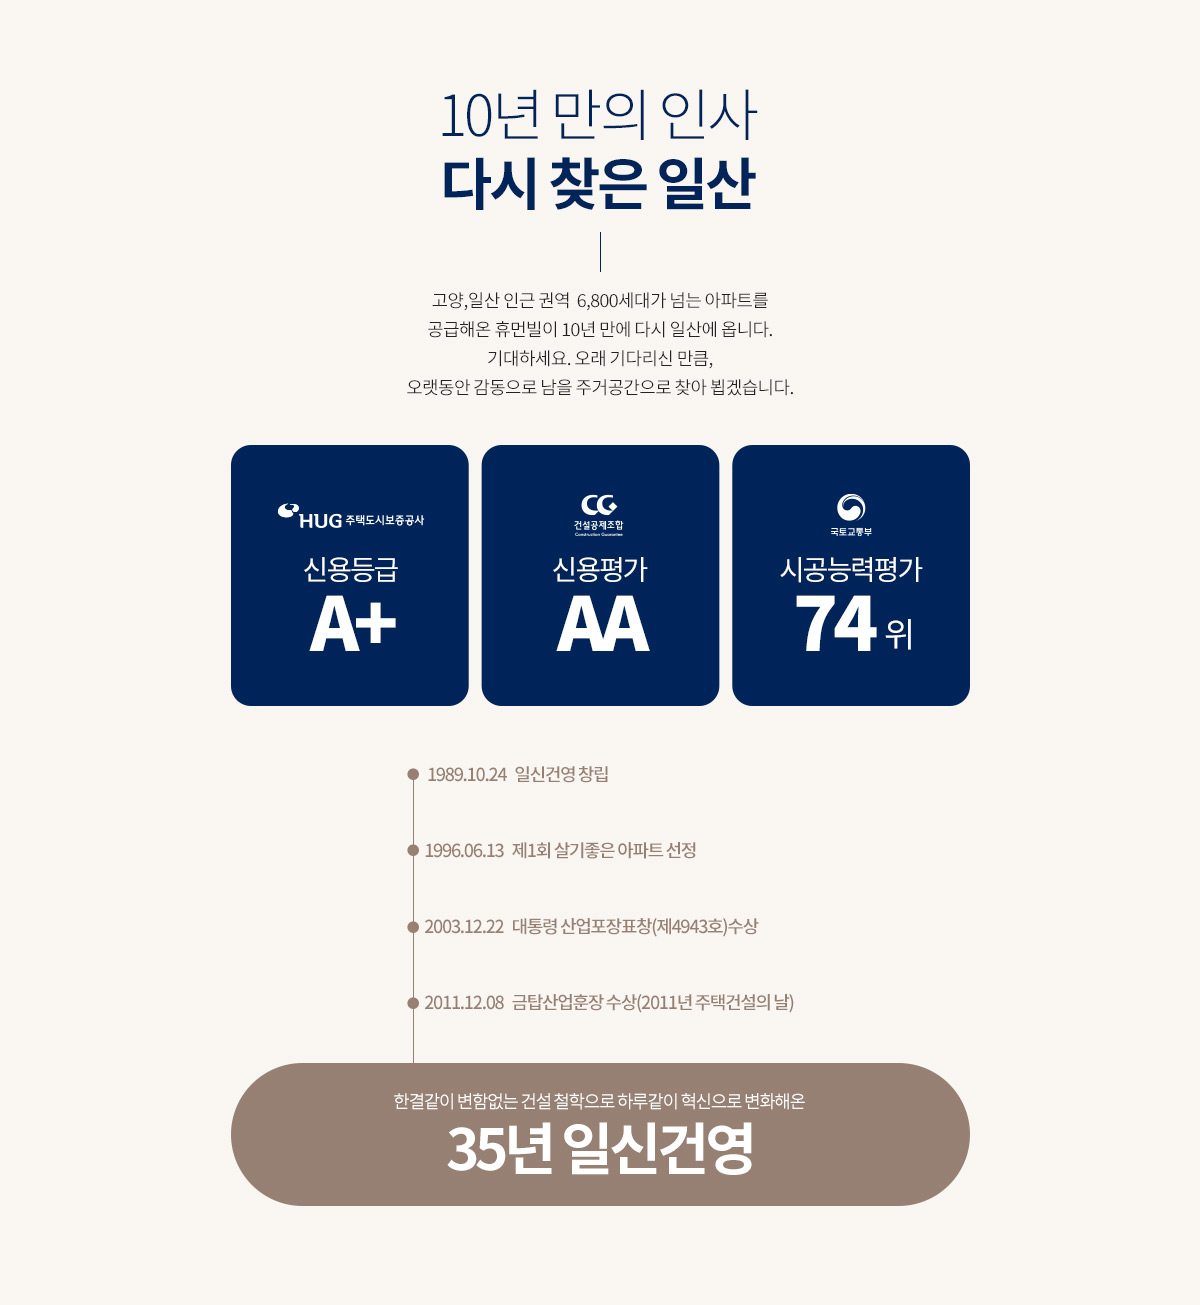 10년 만의 인사
다시 찾은 일산
고양,일산 인근 권역 6,800세대가 넘는 아파트를
공급해온 휴먼빌이 10년 만에 다시 일산에 옵니다.
기대하세요. 오래 기다리신 만큼,
오랫동안 감동으로 남을 주거공간으로 찾아 뵙겠습니다.
HUG 주택도시보증공사
신용등급
A+
CG
건설공제조합
Construction Guarantee
신용평가
AA
국토교통부
시공능력평가
74 위
1989.10.24 일신건영 창립
1996.06.13 제1회 살기좋은 아파트 선정
2003.12.22 대통령 산업포장표창(제4943호)수상
2011.12.08 금탑산업훈장 수상(2011년 주택건설의 날)
한결같이 변함없는 건설 철학으로 하루같이 혁신으로 변화해온
35년 일신건영